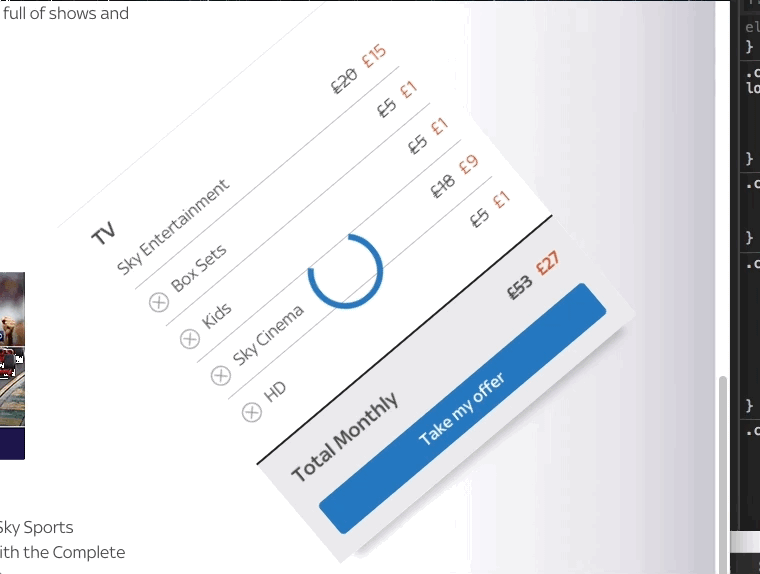 full of shows and
TV
Sky Entertainment £20 £15
Box Sets £5 £1
Kids £5 £1
Sky Cinema £18 £9
HD £5 £1
Total Monthly £53 £27
Take my offer
Sky Sports
ith the Complete
el
}
.c
lo
}
.c
}
.c
}
.c